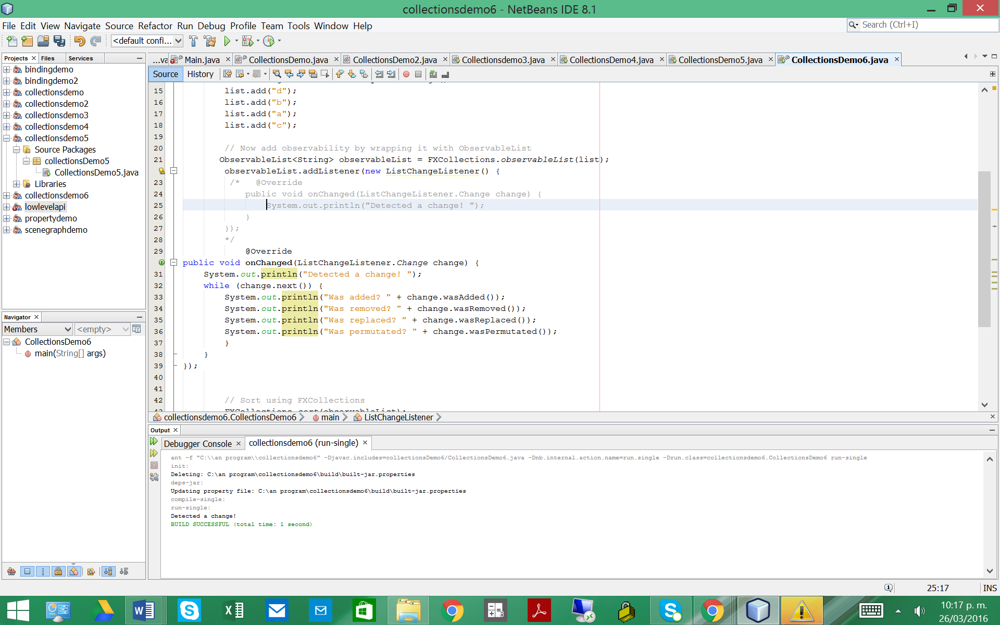 collectionsdemo6 - NetBeans IDE 8.1
File Edit View Navigate Source Refactor Run Debug Profile Team Tools Window Help
Search (Ctrl+I)
<default confi...
Projects Files Services
...va Main.java CollectionsDemo.java CollectionsDemo2.java Collectionsdemo3.java CollectionsDemo4.java CollectionsDemo5.java CollectionsDemo6.java
Source History
bindingdemo
bindingdemo2
collectionsdemo
collectionsdemo2
collectionsdemo3
collectionsdemo4
collectionsdemo5
Source Packages
collectionsDemo5
CollectionsDemo5.java
Libraries
collectionsdemo6
lowlevelapi
propertydemo
scenegraphdemo
Navigator
Members <empty>
CollectionsDemo6
main(String[] args)
15 list.add("d");
16 list.add("b");
17 list.add("a");
18 list.add("c");
19
20 // Now add observability by wrapping it with ObservableList
21 ObservableList<String> observableList = FXCollections.observableList(list);
observableList.addListener(new ListChangeListener() {
23 /* @Override
24 public void onChanged(ListChangeListener.Change change) {
25 System.out.println("Detected a change! ");
26 }
27 });
28 */
29 @Override
public void onChanged(ListChangeListener.Change change) {
31 System.out.println("Detected a change! ");
32 while (change.next()) {
33 System.out.println("Was added? " + change.wasAdded());
34 System.out.println("Was removed? " + change.wasRemoved());
35 System.out.println("Was replaced? " + change.wasReplaced());
36 System.out.println("Was permutated? " + change.wasPermutated());
37 }
38 }
39 });
40
41
42 // Sort using FXCollections
FXCollections.sort(observableList);
collectionsdemo6.CollectionsDemo6 main ListChangeListener
Output
Debugger Console collectionsdemo6 (run-single)
ant -f "C:\\an program\\collectionsdemo6" -Djavac.includes=collectionsDemo6/CollectionsDemo6.java -Dnb.internal.action.name=run.single -Drun.class=collectionsdemo6.CollectionsDemo6 run-single
init:
Deleting: C:\an program\collectionsdemo6\build\built-jar.properties
deps-jar:
Updating property file: C:\an program\collectionsdemo6\build\built-jar.properties
compile-single:
run-single:
Detected a change!
BUILD SUCCESSFUL (total time: 1 second)
25:17 INS
10:17 p. m.
26/03/2016